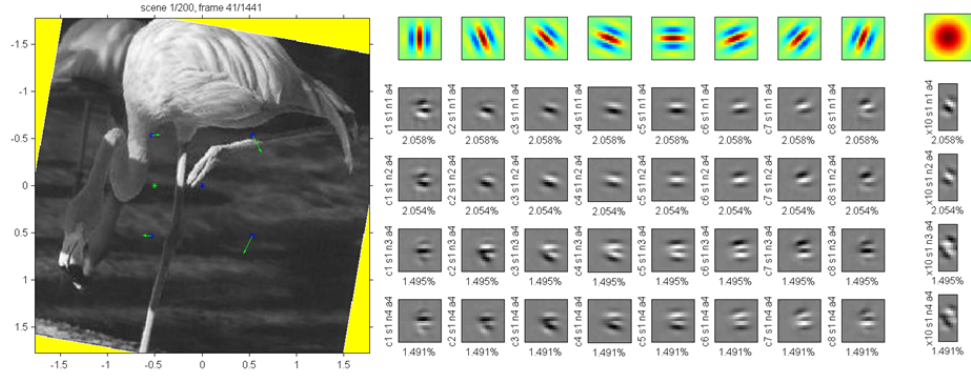 scene 1/200, frame 41/1441
-1.5
-1
-0.5
0
0.5
1
1.5
-1.5 -1 -0.5 0 0.5 1 1.5
c1 s1 n1 a4 c2 s1 n1 a4 c3 s1 n1 a4 c4 s1 n1 a4 c5 s1 n1 a4 c6 s1 n1 a4 c7 s1 n1 a4 c8 s1 n1 a4 x10 s1 n1 a4
2.058% 2.058% 2.058% 2.058% 2.058% 2.058% 2.058% 2.058% 2.058%
c1 s1 n2 a4 c2 s1 n2 a4 c3 s1 n2 a4 c4 s1 n2 a4 c5 s1 n2 a4 c6 s1 n2 a4 c7 s1 n2 a4 c8 s1 n2 a4 x10 s1 n2 a4
2.054% 2.054% 2.054% 2.054% 2.054% 2.054% 2.054% 2.054% 2.054%
c1 s1 n3 a4 c2 s1 n3 a4 c3 s1 n3 a4 c4 s1 n3 a4 c5 s1 n3 a4 c6 s1 n3 a4 c7 s1 n3 a4 c8 s1 n3 a4 x10 s1 n3 a4
1.495% 1.495% 1.495% 1.495% 1.495% 1.495% 1.495% 1.495% 1.495%
c1 s1 n4 a4 c2 s1 n4 a4 c3 s1 n4 a4 c4 s1 n4 a4 c5 s1 n4 a4 c6 s1 n4 a4 c7 s1 n4 a4 c8 s1 n4 a4 x10 s1 n4 a4
1.491% 1.491% 1.491% 1.491% 1.491% 1.491% 1.491% 1.491% 1.491%